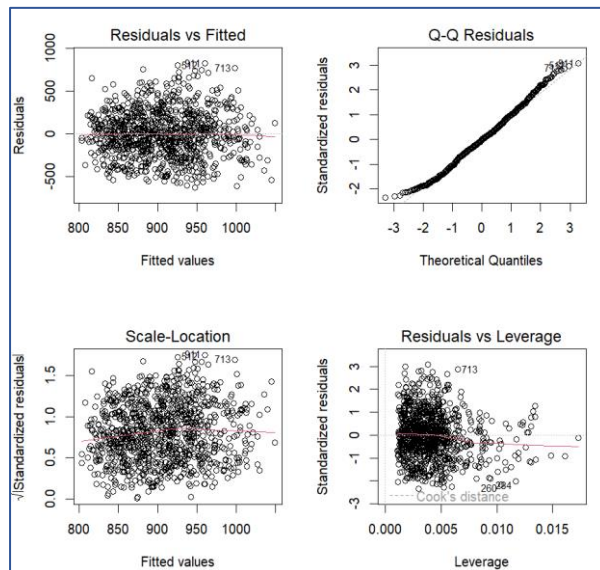 Residuals vs Fitted
1000
500
0
-500
Residuals
911
713
800 850 900 950 1000
Fitted values
Q-Q Residuals
3
2
1
0
-1
-2
Standardized residuals
-3 -2 -1 0 1 2 3
Theoretical Quantiles
Scale-Location
1.5
1.0
0.5
0.0
√|Standardized residuals|
911
713
800 850 900 950 1000
Fitted values
Residuals vs Leverage
3
2
1
0
-1
-3
Standardized residuals
713
260
Cook's distance
0.000 0.005 0.010 0.015
Leverage